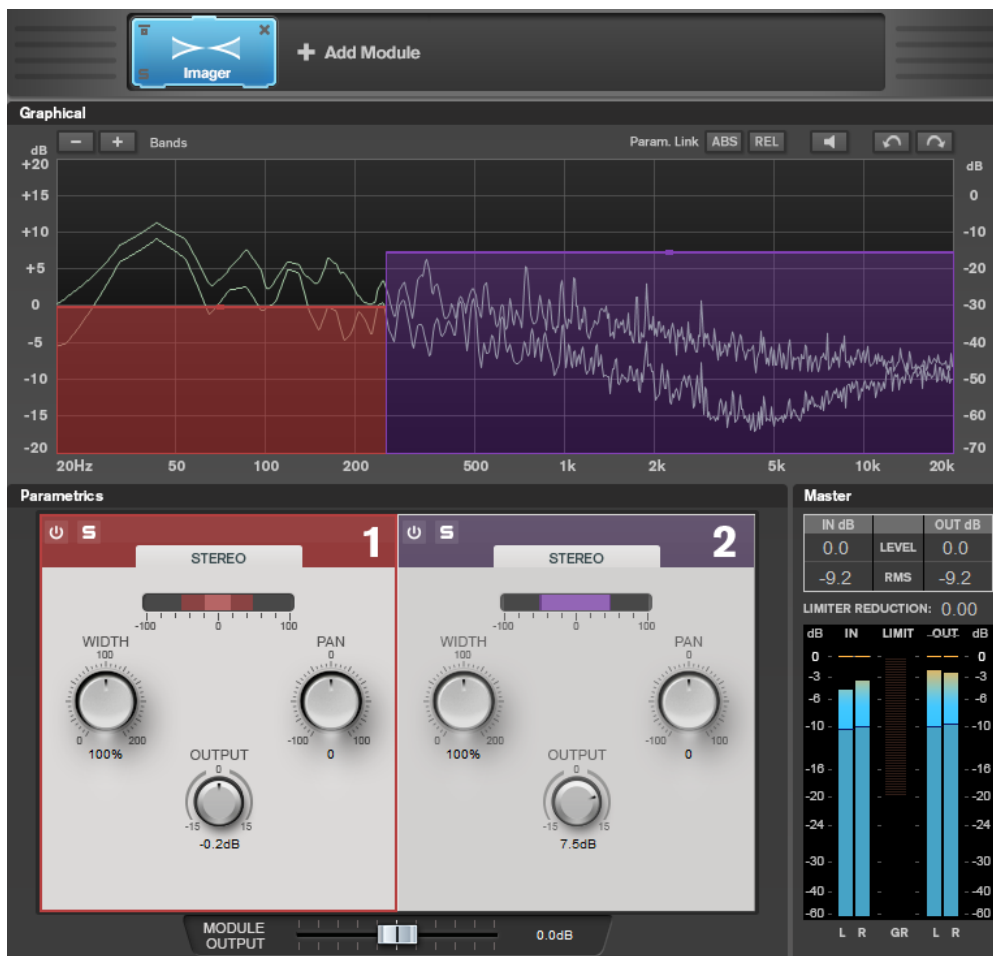 S
Imager
+ Add Module
Graphical
dB
− + Bands
Param. Link ABS REL
+20
+15
+10
+5
0
-5
-10
-15
-20
dB
0
-10
-20
-30
-40
-50
-60
-70
20Hz 50 100 200 500 1k 2k 5k 10k 20k
Parametrics
S 1
STEREO
-100 0 100
WIDTH
100
0 200
100%
PAN
0
-100 100
0
OUTPUT
0
-15 15
-0.2dB
S 2
STEREO
-100 0 100
WIDTH
100
0 200
100%
PAN
0
-100 100
0
OUTPUT
0
-15 15
7.5dB
MODULE
OUTPUT
0.0dB
Master
IN dB OUT dB
0.0 LEVEL 0.0
-9.2 RMS -9.2
LIMITER REDUCTION: 0.00
dB IN LIMIT OUT dB
0 0
-3 -3
-6 -6
-10 -10
-16 -16
-20 -20
-24 -24
-30 -30
-40 -40
-60 -60
L R GR L R